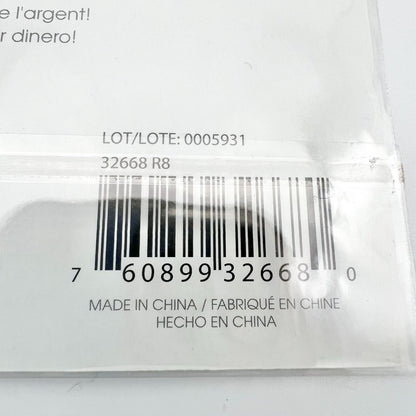 e l'argent!
r dinero!
LOT/LOTE: 0005931
32668 R8
7 60899 32668 0
MADE IN CHINA / FABRIQUÉ EN CHINE
HECHO EN CHINA